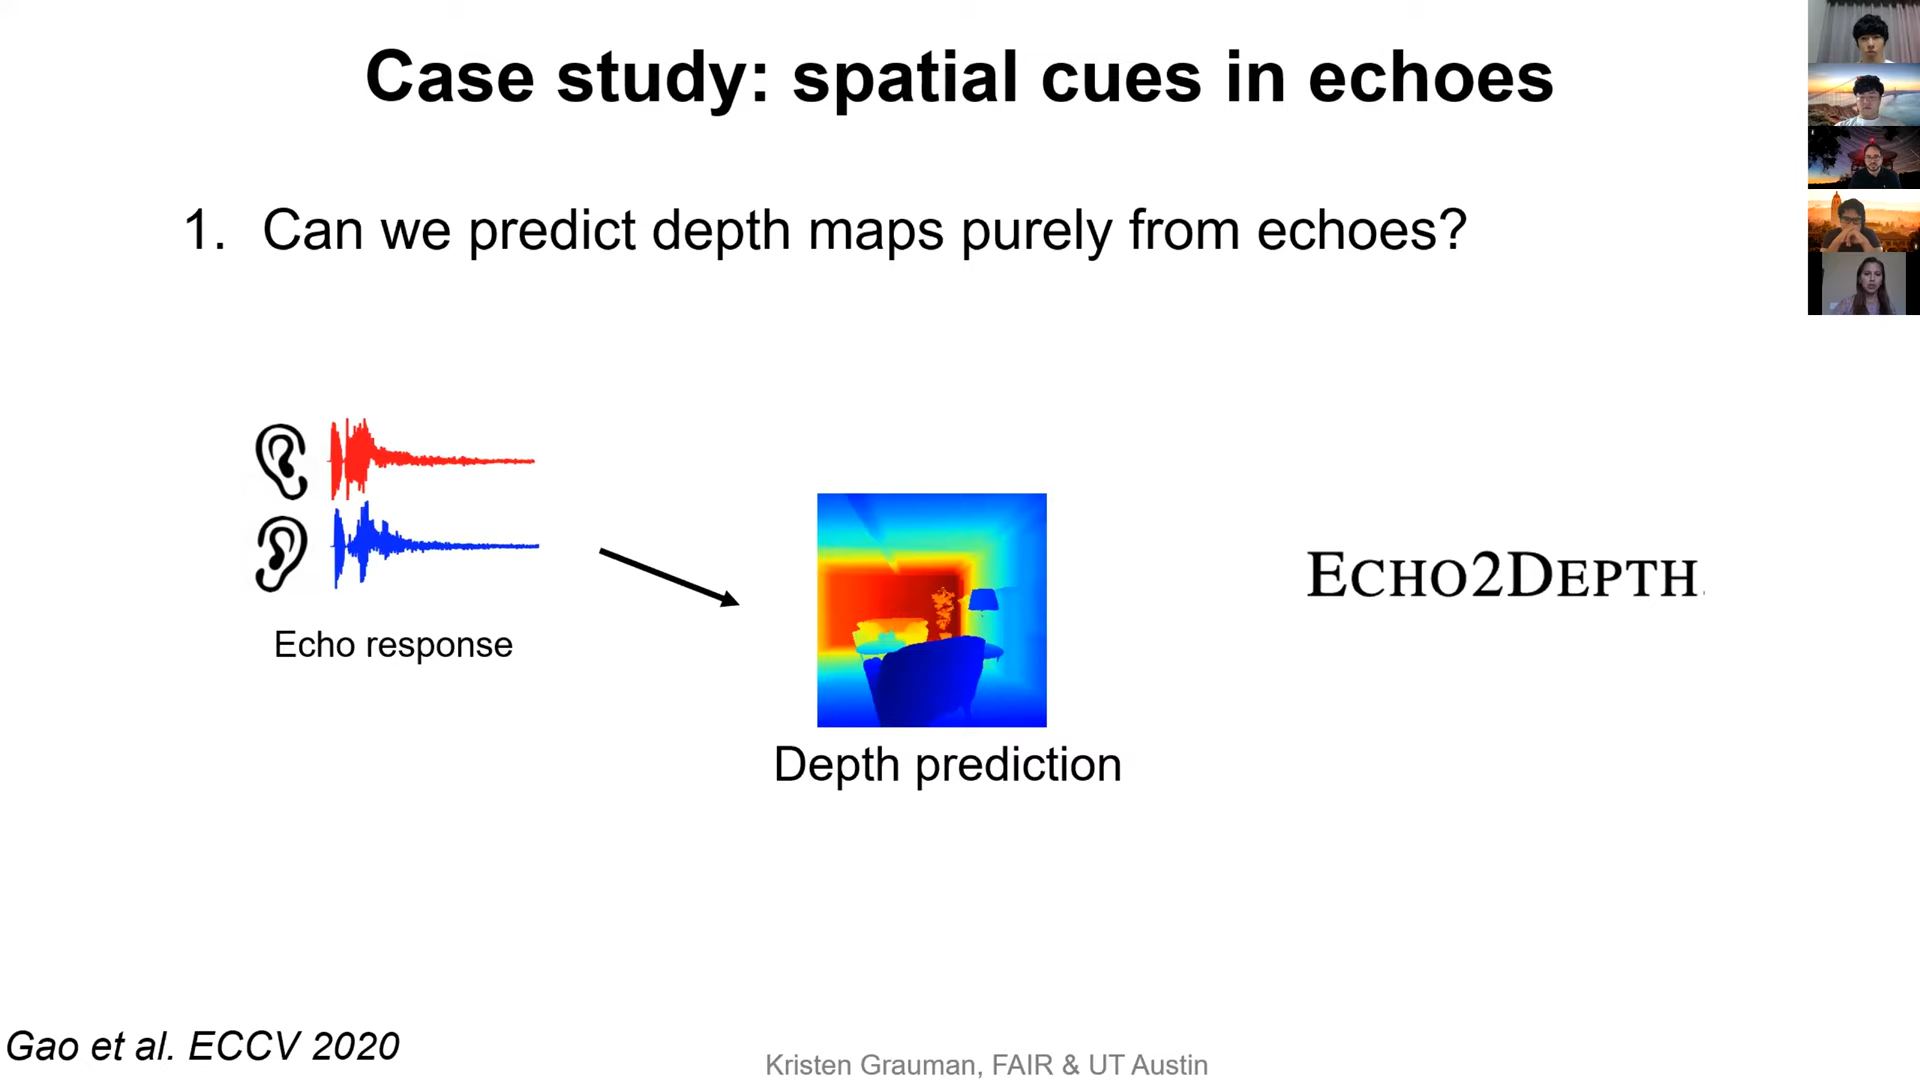 Case study: spatial cues in echoes
1. Can we predict depth maps purely from echoes?
Echo response
ECHO2DEPTH
Depth prediction
Gao et al. ECCV 2020
Kristen Grauman, FAIR & UT Austin